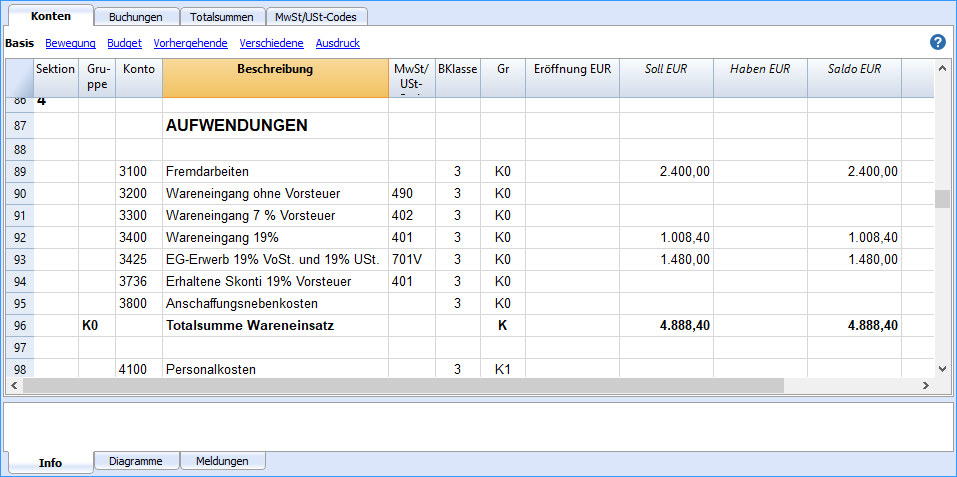 Konten Buchungen Totalsummen MwSt/USt-Codes
Basis Bewegung Budget Vorhergehende Verschiedene Ausdruck ?
Sektion Gru- Konto Beschreibung MwSt/ BKlasse Gr Eröffnung EUR Soll EUR Haben EUR Saldo EUR
ppe USt-
86 4
87 AUFWENDUNGEN
88
89 3100 Fremdarbeiten 3 K0 2.400,00 2.400,00
90 3200 Wareneingang ohne Vorsteuer 490 3 K0
91 3300 Wareneingang 7 % Vorsteuer 402 3 K0
92 3400 Wareneingang 19% 401 3 K0 1.008,40 1.008,40
93 3425 EG-Erwerb 19% VoSt. und 19% USt. 701V 3 K0 1.480,00 1.480,00
94 3736 Erhaltene Skonti 19% Vorsteuer 401 3 K0
95 3800 Anschaffungsnebenkosten 3 K0
96 K0 Totalsumme Wareneinsatz K 4.888,40 4.888,40
97
98 4100 Personalkosten 3 K1
Info Diagramme Meldungen